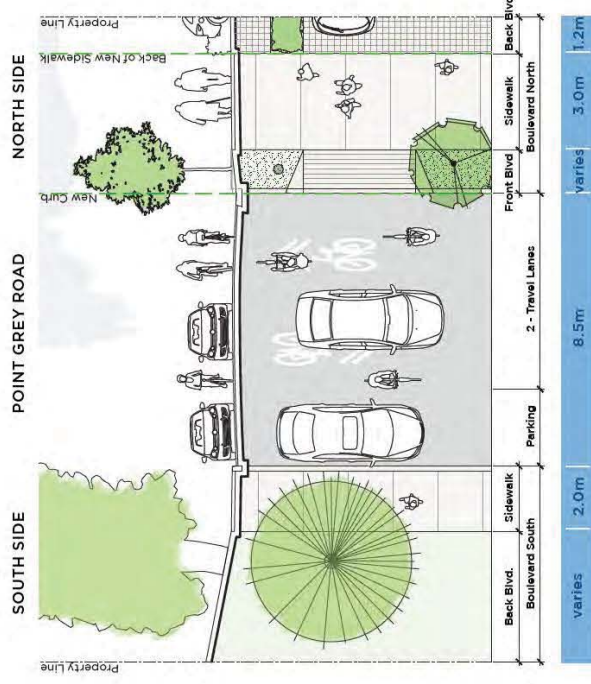 SOUTH SIDE
POINT GREY ROAD
NORTH SIDE
Property Line
New Curb
Back of New Sidewalk
Property Line
Back Blvd.
Sidewalk
Parking
2 - Travel Lanes
Front Blvd
Sidewalk
Back Blvd
Boulevard South
Boulevard North
varies
2.0m
8.5m
varies
3.0m
1.2m